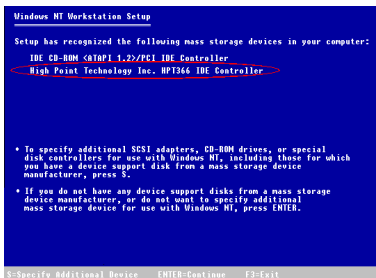 Windows NT Workstation Setup
Setup has recognized the following mass storage devices in your computer:
IDE CD-ROM <ATAPI 1.2>/PCI IDE Controller
High Point Technology Inc. HPT366 IDE Controller
• To specify additional SCSI adapters, CD-ROM drives, or special
disk controllers for use with Windows NT, including those for which
you have a device support disk from a mass storage device
manufacturer, press S.
• If you do not have any device support disks from a mass storage
device manufacturer, or do not want to specify additional
mass storage device for use with Windows NT, press ENTER.
S=Specify Additional Device ENTER=Continue F3=Exit